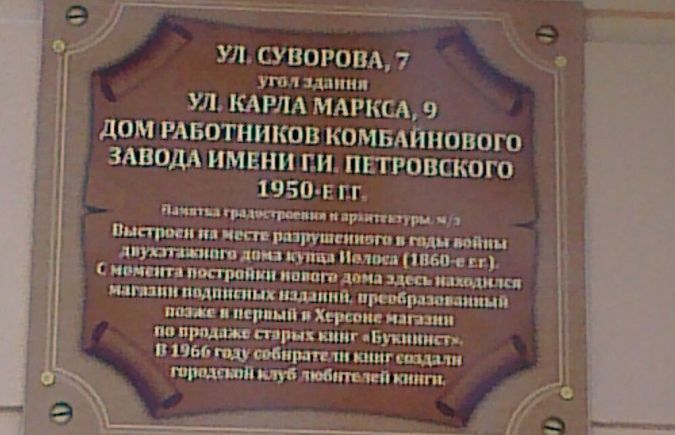 УЛ. СУВОРОВА, 7
угол здания
УЛ. КАРЛА МАРКСА, 9
ДОМ РАБОТНИКОВ КОМБАЙНОВОГО
ЗАВОДА ИМЕНИ Г.И. ПЕТРОВСКОГО
1950-Е ГГ.
Памятка градостроения и архитектуры, м/з
Выстроен на месте разрушенного в годы войны
двухэтажного дома купца Иолоса (1860-е гг.).
С момента постройки нового дома здесь находился
магазин подписных изданий, преобразованный
позже в первый в Херсоне магазин
по продаже старых книг «Букинист».
В 1966 году собиратели книг создали
городской клуб любителей книги.